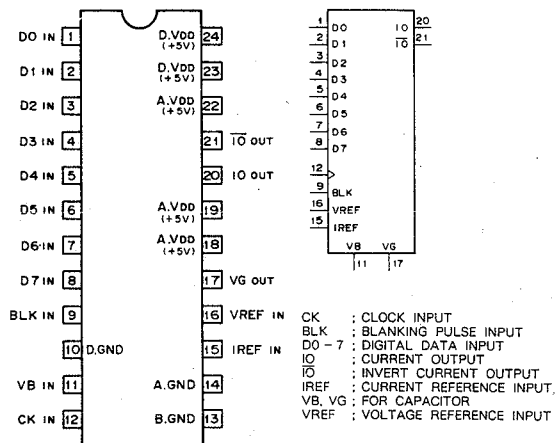 D0 IN 1
D1 IN 2
D2 IN 3
D3 IN 4
D4 IN 5
D5 IN 6
D6 IN 7
D7 IN 8
BLK IN 9
10 D.GND
VB IN 11
CK IN 12
D.VDD 24
(+5V)
D.VDD 23
(+5V)
A.VDD 22
(+5V)
21 I̅O̅ OUT
20 IO OUT
A.VDD 19
(+5V)
A.VDD 18
(+5V)
17 VG OUT
16 VREF IN
15 IREF IN
A.GND 14
B.GND 13
1 D0 IO 20
2 D1 I̅O̅ 21
3 D2
4 D3
5 D4
6 D5
7 D6
8 D7
12
9 BLK
16 VREF
15 IREF
VB VG
11 17
CK ; CLOCK INPUT
BLK ; BLANKING PULSE INPUT
D0 - 7 ; DIGITAL DATA INPUT
IO ; CURRENT OUTPUT
I̅O̅ ; INVERT CURRENT OUTPUT
IREF ; CURRENT REFERENCE INPUT,
VB, VG ; FOR CAPACITOR
VREF ; VOLTAGE REFERENCE INPUT